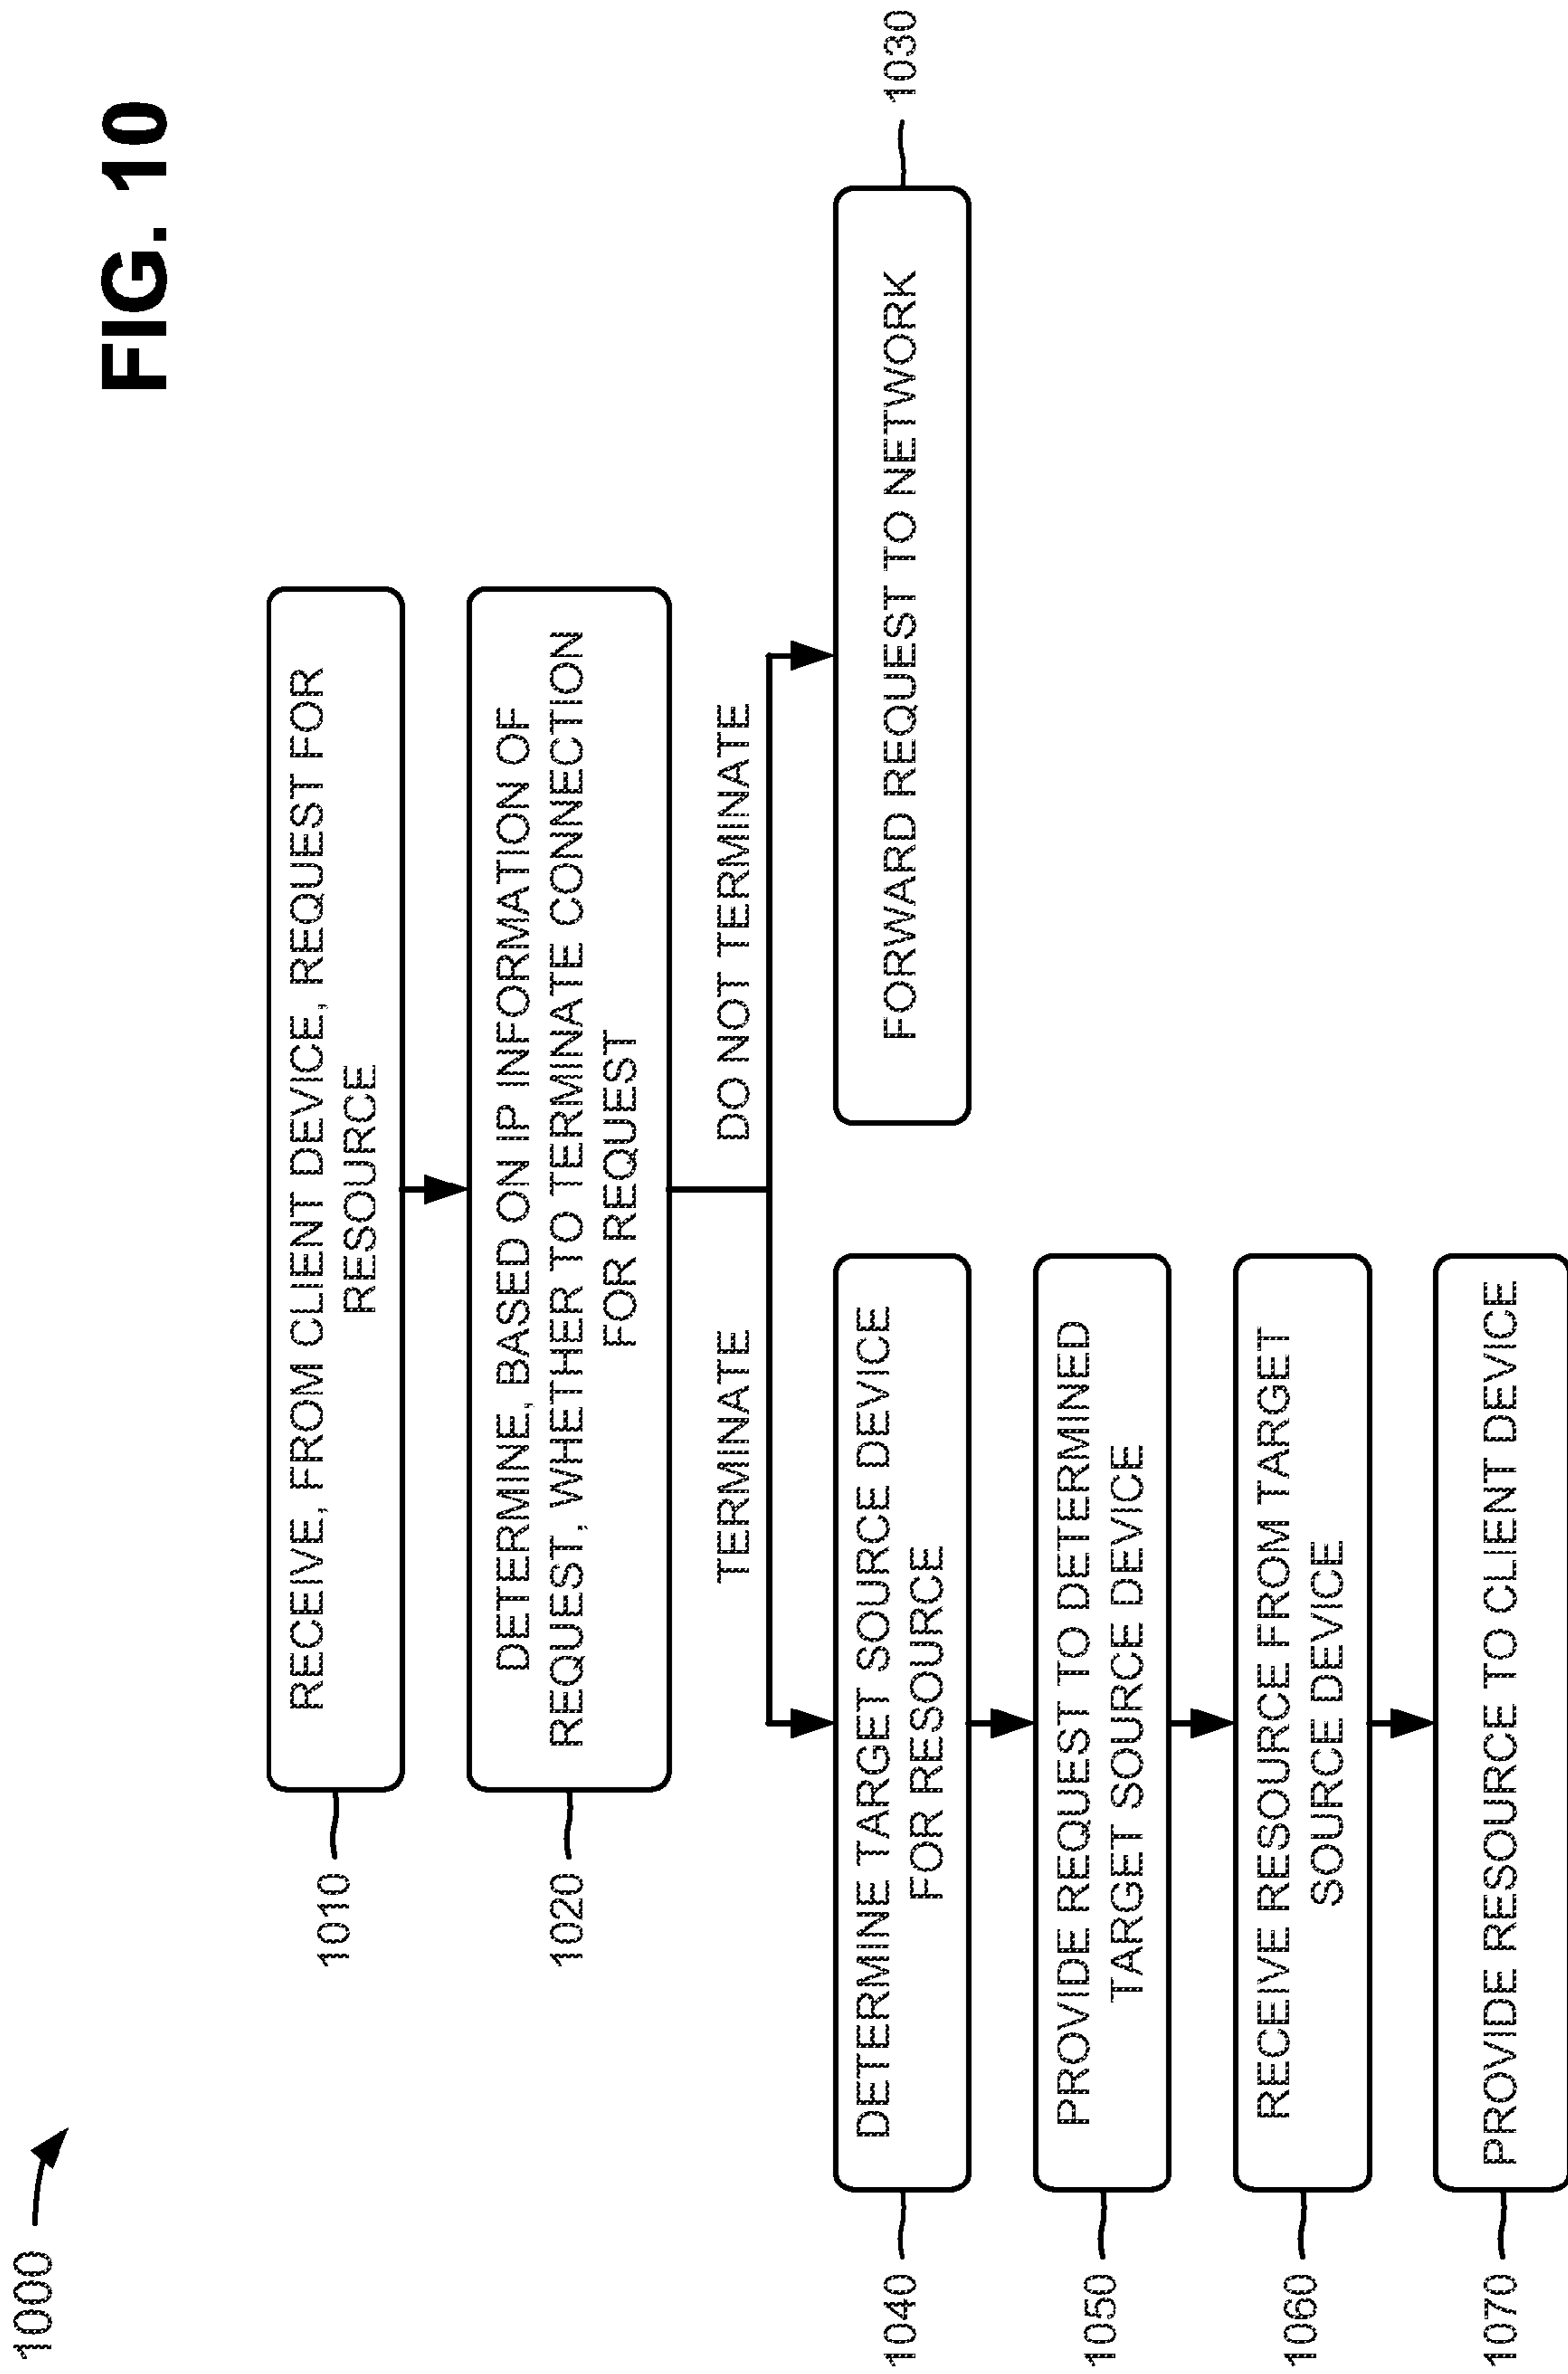 1000
FIG. 10
1010
RECEIVE, FROM CLIENT DEVICE, REQUEST FOR
RESOURCE
1020
DETERMINE, BASED ON IP INFORMATION OF
REQUEST, WHETHER TO TERMINATE CONNECTION
FOR REQUEST
TERMINATE
DO NOT TERMINATE
1040
DETERMINE TARGET SOURCE DEVICE
FOR RESOURCE
FORWARD REQUEST TO NETWORK
1030
1050
PROVIDE REQUEST TO DETERMINED
TARGET SOURCE DEVICE
1060
RECEIVE RESOURCE FROM TARGET
SOURCE DEVICE
1070
PROVIDE RESOURCE TO CLIENT DEVICE